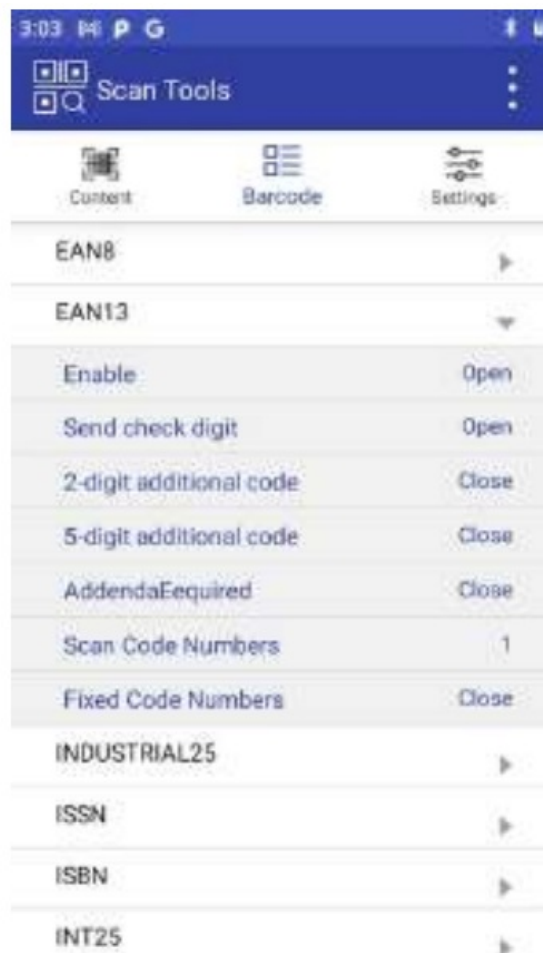 3:03 P G
Scan Tools
Content Barcode Settings
EAN8
EAN13
Enable Open
Send check digit Open
2-digit additional code Close
5-digit additional code Close
AddendaEequired Close
Scan Code Numbers 1
Fixed Code Numbers Close
INDUSTRIAL25
ISSN
ISBN
INT25